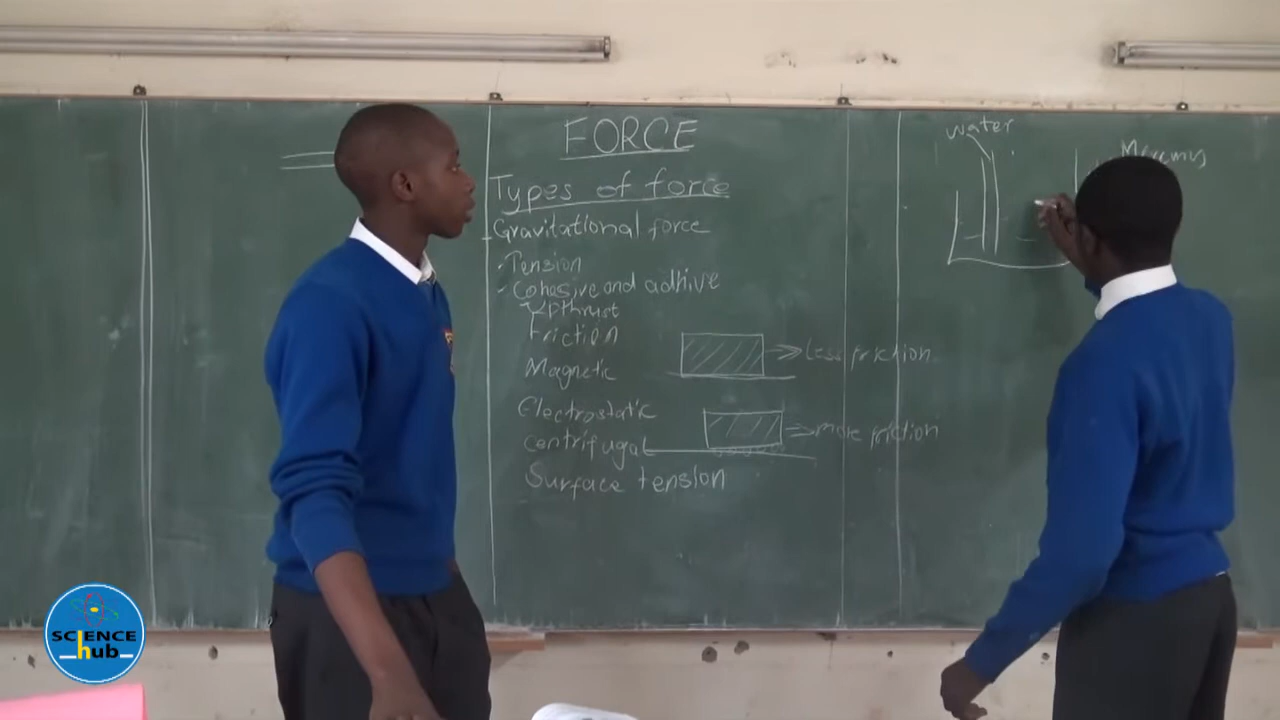 FORCE
Types of force
-Gravitational force
-Tension
-Cohesive and adhive
-Upthrust
Friction
Magnetic
Electrostatic
Centrifugal
Surface tension
Less friction
more friction
water
Mercury
SCIENCE
hub